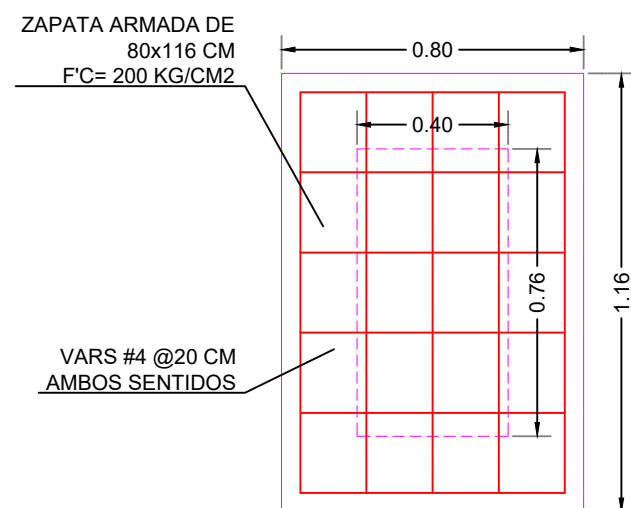 ZAPATA ARMADA DE
80x116 CM
F'C= 200 KG/CM2
0.80
0.40
0.76
1.16
VARS #4 @20 CM
AMBOS SENTIDOS